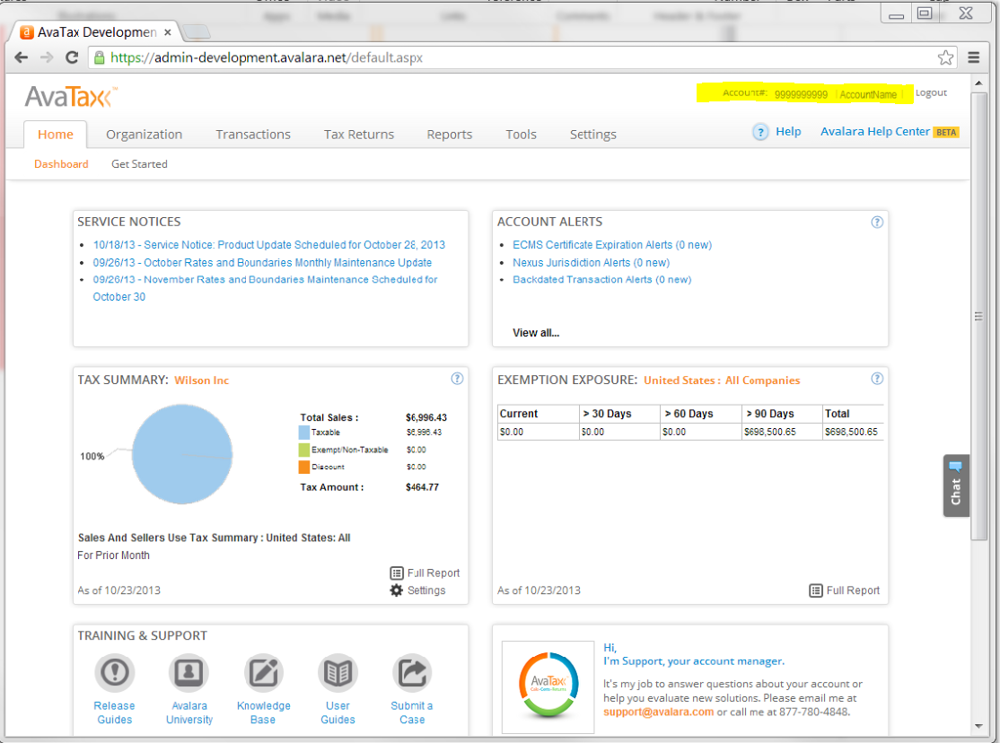 AvaTax Developmen
https://admin-development.avalara.net/default.aspx
AvaTax
Account#: 9999999999 | AccountName | Logout
Home Organization Transactions Tax Returns Reports Tools Settings ? Help Avalara Help Center BETA
Dashboard Get Started
SERVICE NOTICES
10/18/13 - Service Notice: Product Update Scheduled for October 28, 2013
09/26/13 - October Rates and Boundaries Monthly Maintenance Update
09/26/13 - November Rates and Boundaries Maintenance Scheduled for
October 30
ACCOUNT ALERTS ?
ECMS Certificate Expiration Alerts (0 new)
Nexus Jurisdiction Alerts (0 new)
Backdated Transaction Alerts (0 new)
View all...
TAX SUMMARY: Wilson Inc ?
100%
Total Sales : $6,996.43
Taxable $6,996.43
Exempt/Non-Taxable $0.00
Discount $0.00
Tax Amount : $464.77
Sales And Sellers Use Tax Summary : United States: All
For Prior Month
Full Report
As of 10/23/2013 Settings
EXEMPTION EXPOSURE: United States : All Companies ?
Current > 30 Days > 60 Days > 90 Days Total
$0.00 $0.00 $0.00 $698,500.65 $698,500.65
As of 10/23/2013 Full Report
Chat
TRAINING & SUPPORT
Release Guides
Avalara University
Knowledge Base
User Guides
Submit a Case
AvaTax
Calc-Certs-Returns
Hi,
I'm Support, your account manager.
It's my job to answer questions about your account or
help you evaluate new solutions. Please email me at
support@avalara.com or call me at 877-780-4848.